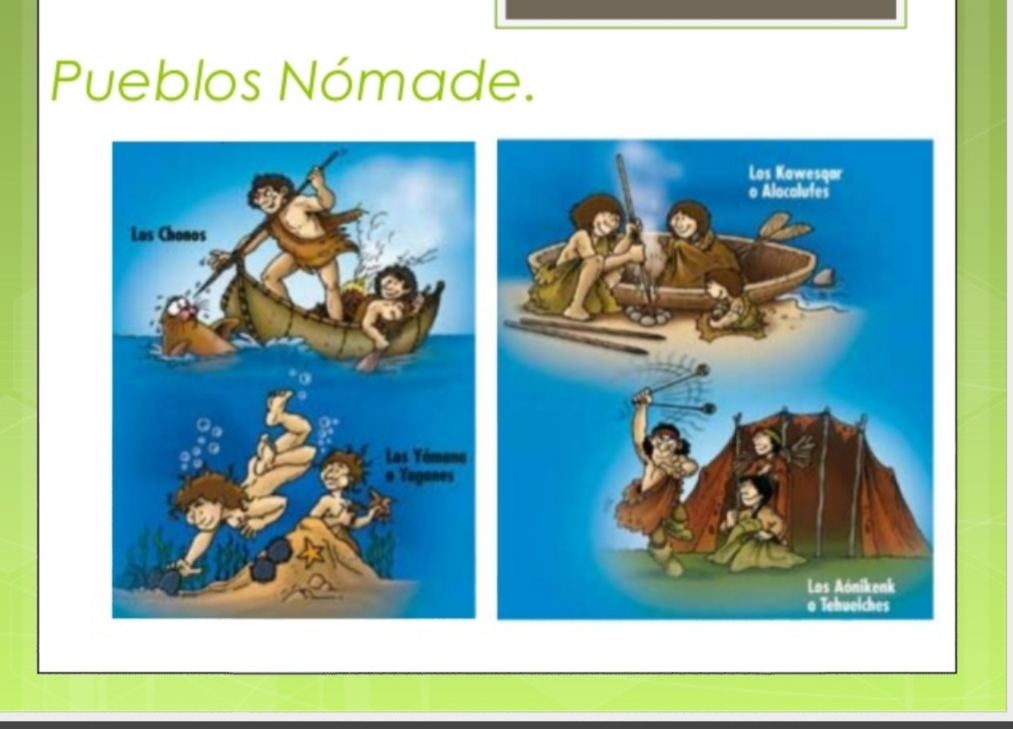 Pueblos Nómade.
Los Chonos
Los Yámana
o Yaganes
Los Kawesqar
o Alacalufes
Los Aónikenk
o Tehuelches